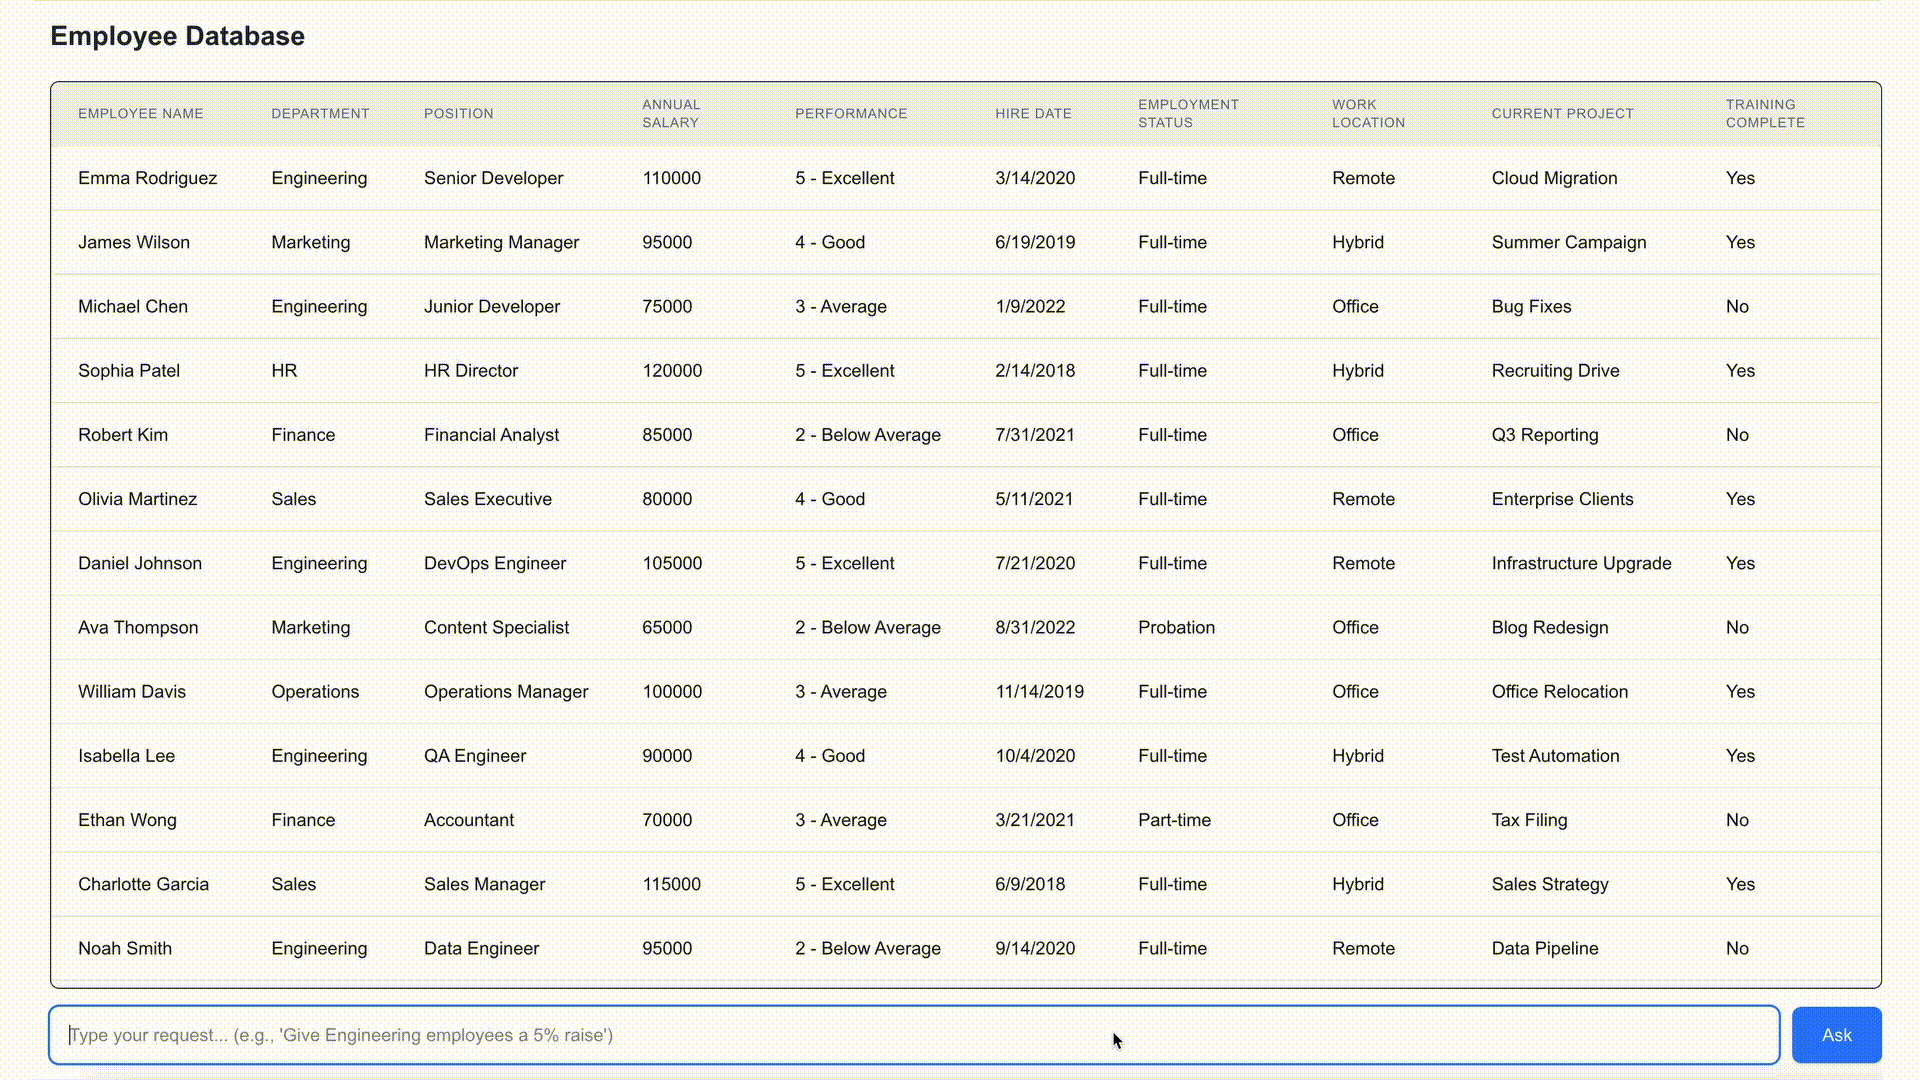 Employee Database
EMPLOYEE NAME DEPARTMENT POSITION ANNUAL SALARY PERFORMANCE HIRE DATE EMPLOYMENT STATUS WORK LOCATION CURRENT PROJECT TRAINING COMPLETE
Emma Rodriguez Engineering Senior Developer 110000 5 - Excellent 3/14/2020 Full-time Remote Cloud Migration Yes
James Wilson Marketing Marketing Manager 95000 4 - Good 6/19/2019 Full-time Hybrid Summer Campaign Yes
Michael Chen Engineering Junior Developer 75000 3 - Average 1/9/2022 Full-time Office Bug Fixes No
Sophia Patel HR HR Director 120000 5 - Excellent 2/14/2018 Full-time Hybrid Recruiting Drive Yes
Robert Kim Finance Financial Analyst 85000 2 - Below Average 7/31/2021 Full-time Office Q3 Reporting No
Olivia Martinez Sales Sales Executive 80000 4 - Good 5/11/2021 Full-time Remote Enterprise Clients Yes
Daniel Johnson Engineering DevOps Engineer 105000 5 - Excellent 7/21/2020 Full-time Remote Infrastructure Upgrade Yes
Ava Thompson Marketing Content Specialist 65000 2 - Below Average 8/31/2022 Probation Office Blog Redesign No
William Davis Operations Operations Manager 100000 3 - Average 11/14/2019 Full-time Office Office Relocation Yes
Isabella Lee Engineering QA Engineer 90000 4 - Good 10/4/2020 Full-time Hybrid Test Automation Yes
Ethan Wong Finance Accountant 70000 3 - Average 3/21/2021 Part-time Office Tax Filing No
Charlotte Garcia Sales Sales Manager 115000 5 - Excellent 6/9/2018 Full-time Hybrid Sales Strategy Yes
Noah Smith Engineering Data Engineer 95000 2 - Below Average 9/14/2020 Full-time Remote Data Pipeline No
Type your request... (e.g., 'Give Engineering employees a 5% raise') Ask